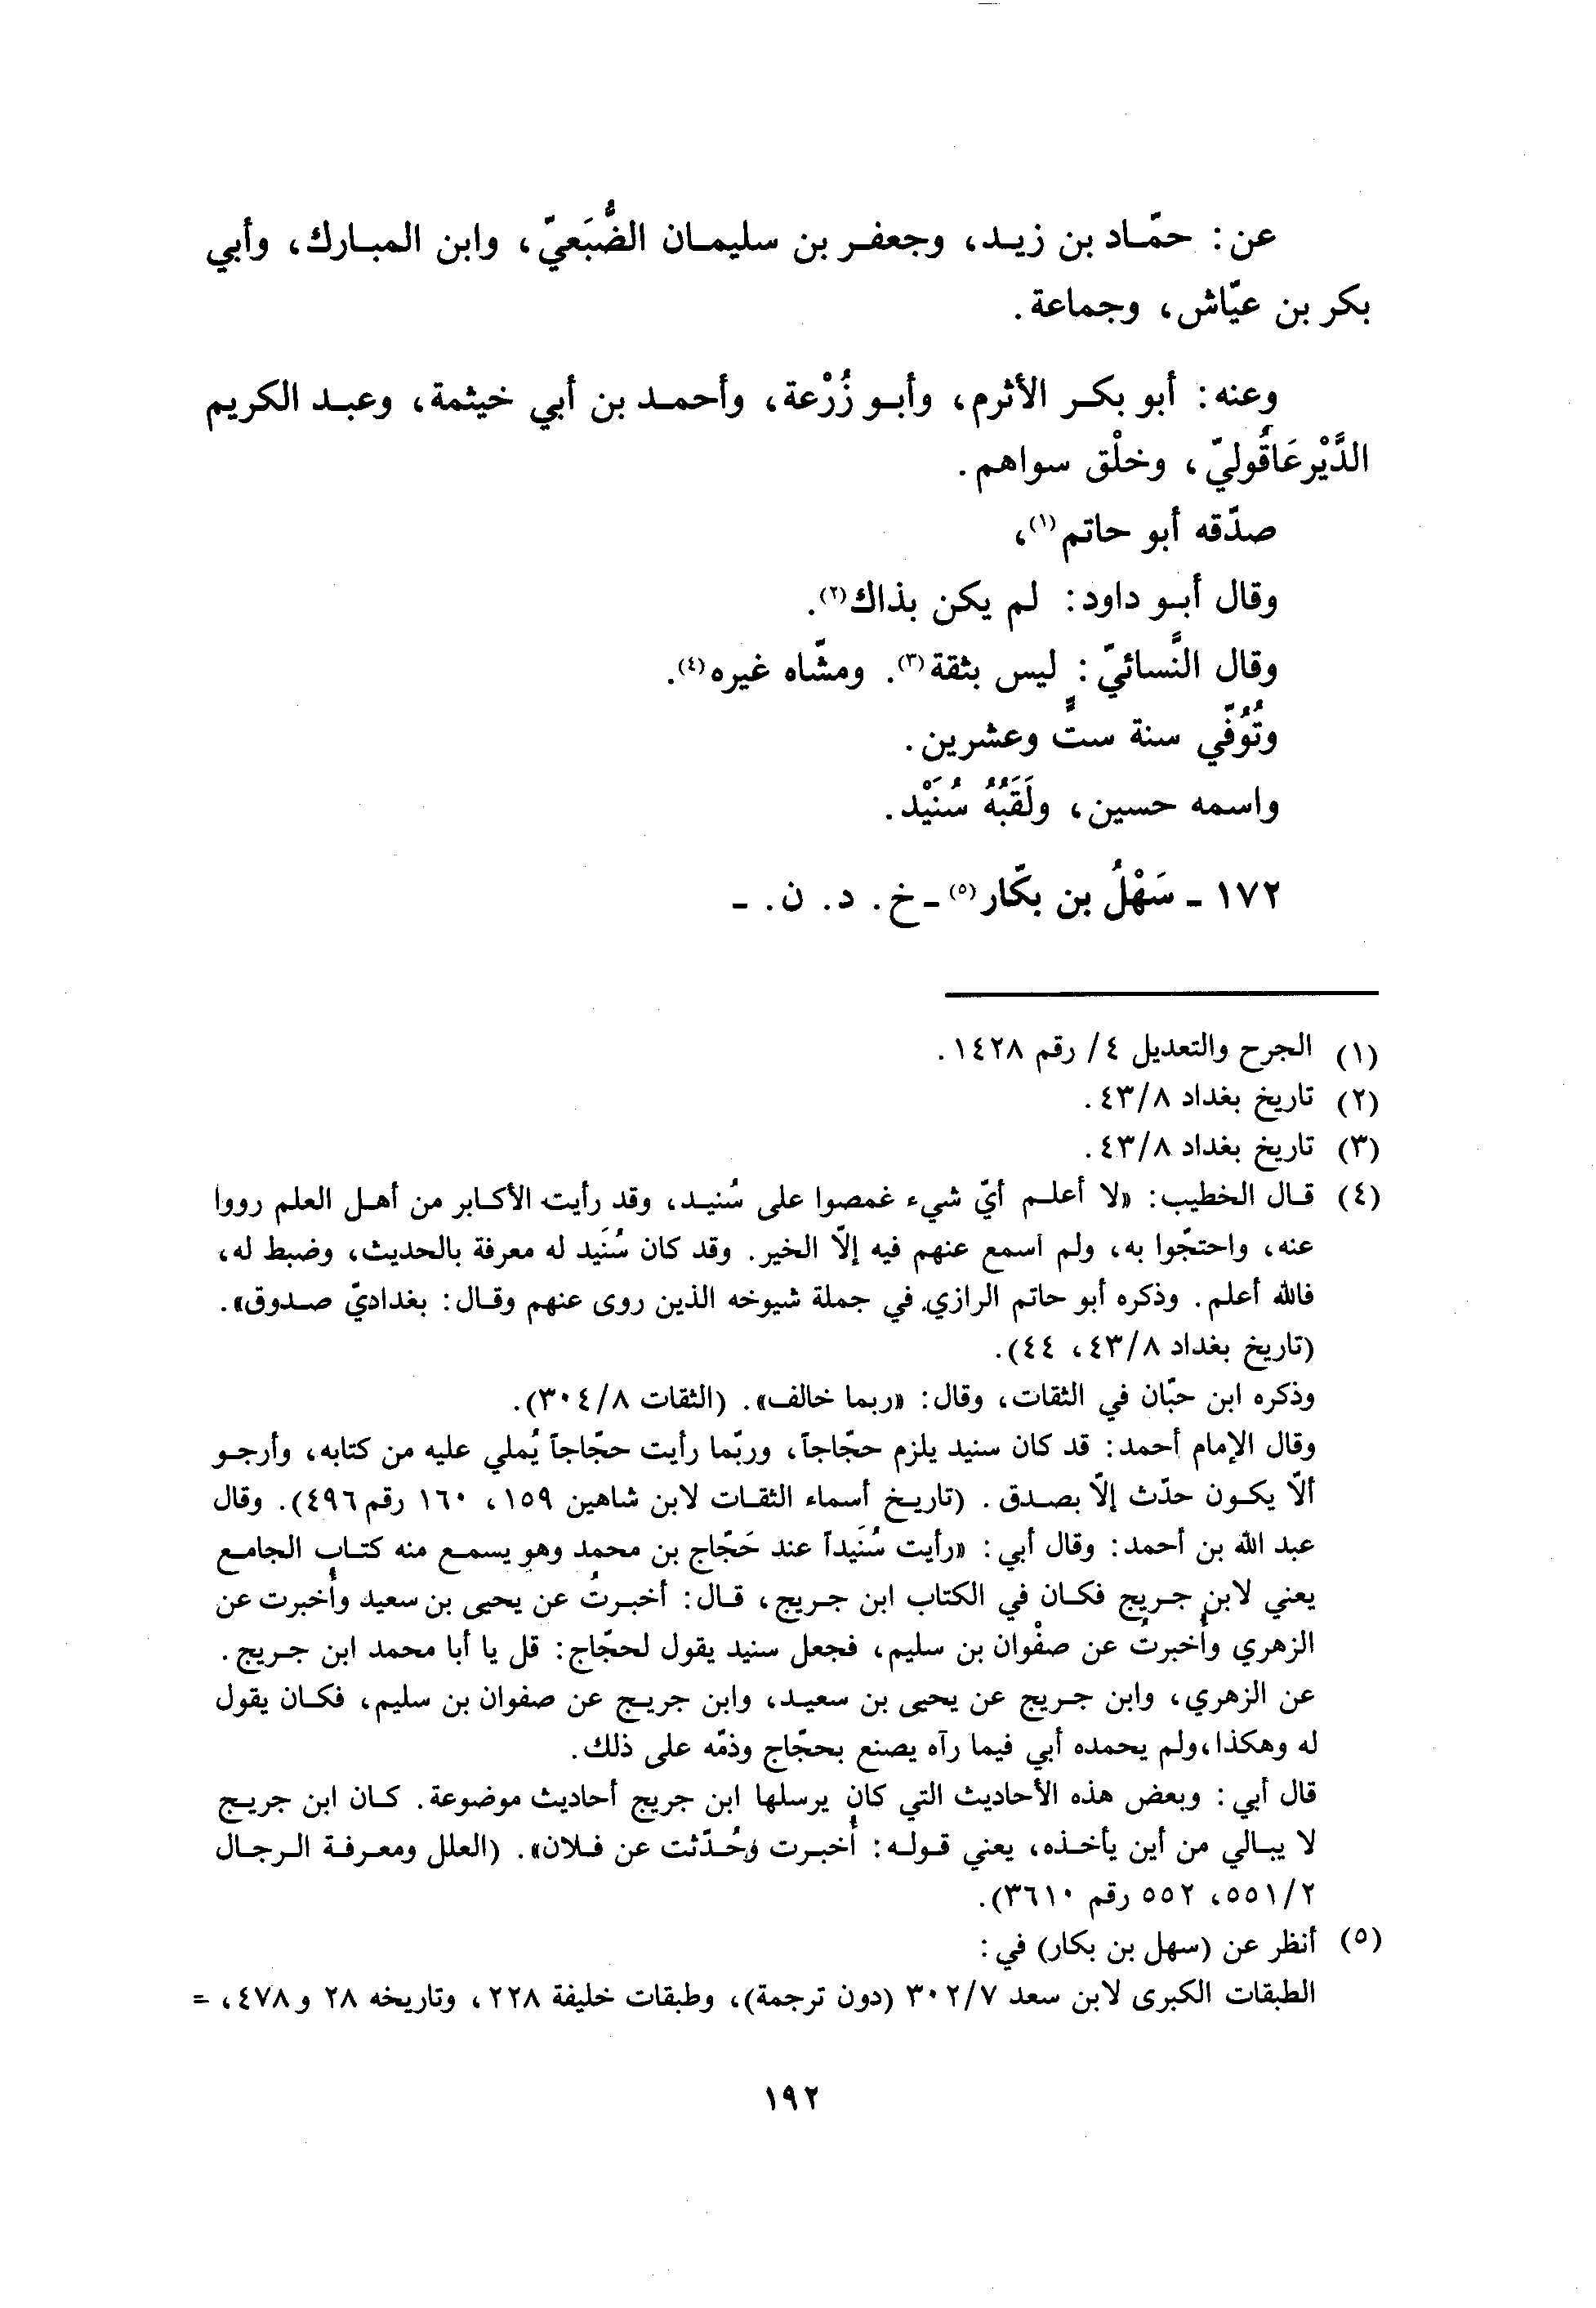 عن: حمّاد بن زيد، وجعفر بن سليمان الضُّبَعيّ، وابن المبارك، وأبي
بكر بن عيّاش، وجماعة.
وعنه: أبو بكر الأثرم، وأبو زُرْعة، وأحمد بن أبي خيثمة، وعبد الكريم
الدَّيْرعَاقُوليّ، وخلْق سواهم.
صدّقه أبو حاتم(١)،
وقال أبو داود: لم يكن بذاك(٢).
وقال النَّسائيّ: ليس بثقة(٣). ومشّاه غيره(٤).
وتُوُفّي سنة ستٍّ وعشرين.
واسمه حسين، ولَقَبُهُ سُنَيْد.
١٧٢ - سَهْلُ بن بكّار(٥) - خ. د. ن. -
(١) الجرح والتعديل ٤/ رقم ١٤٢٨.
(٢) تاريخ بغداد ٤٣/٨.
(٣) تاريخ بغداد ٤٣/٨.
(٤) قال الخطيب: «لا أعلم أيّ شيء غمصوا على سُنيد، وقد رأيت الأكابر من أهل العلم رووا
عنه، واحتجّوا به، ولم أسمع عنهم فيه إلّا الخير. وقد كان سُنَيد له معرفة بالحديث، وضبط له،
فالله أعلم. وذكره أبو حاتم الرازي في جملة شيوخه الذين روى عنهم وقال: بغداديّ صدوق».
(تاريخ بغداد ٤٣/٨، ٤٤).
وذكره ابن حبّان في الثقات، وقال: «ربما خالف». (الثقات ٣٠٤/٨).
وقال الإمام أحمد: قد كان سنيد يلزم حجّاجاً، وربّما رأيت حجّاجاً يُملي عليه من كتابه، وأرجو
ألّا يكون حدّث إلّا بصدق. (تاريخ أسماء الثقات لابن شاهين ١٥٩، ١٦٠ رقم ٤٩٦). وقال
عبد الله بن أحمد: وقال أبي: «رأيت سُنَيداً عند حَجّاج بن محمد وهو يسمع منه كتاب الجامع
يعني لابن جريج فكان في الكتاب ابن جريج، قال: أخبرتُ عن يحيى بن سعيد وأُخبرت عن
الزهري وأُخبرتُ عن صفْوان بن سليم، فجعل سنيد يقول لحجّاج: قل يا أبا محمد ابن جريج.
عن الزهري، وابن جريج عن يحيى بن سعيد، وابن جريج عن صفوان بن سليم، فكان يقول
له وهكذا،ولم يحمده أبي فيما رآه يصنع بحجّاج وذمّه على ذلك.
قال أبي: وبعض هذه الأحاديث التي كان يرسلها ابن جريج أحاديث موضوعة. كان ابن جريج
لا يبالي من أين يأخذه، يعني قوله: أُخبرت وَحُدّثت عن فلان». (العلل ومعرفة الرجال
٥٥١/٢، ٥٥٢ رقم ٣٦١٠).
(٥) أنظر عن (سهل بن بكار) في:
الطبقات الكبرى لابن سعد ٣٠٢/٧ (دون ترجمة)، وطبقات خليفة ٢٢٨، وتاريخه ٢٨ و٤٧٨، =
١٩٢